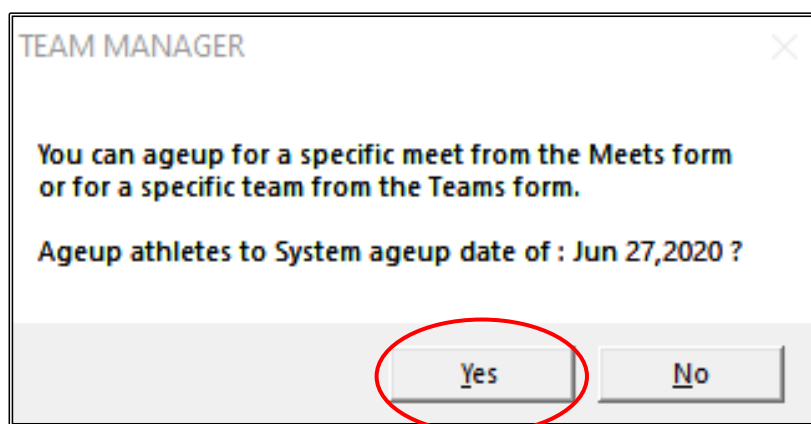 TEAM MANAGER
You can ageup for a specific meet from the Meets form
or for a specific team from the Teams form.
Ageup athletes to System ageup date of : Jun 27,2020 ?
Yes
No